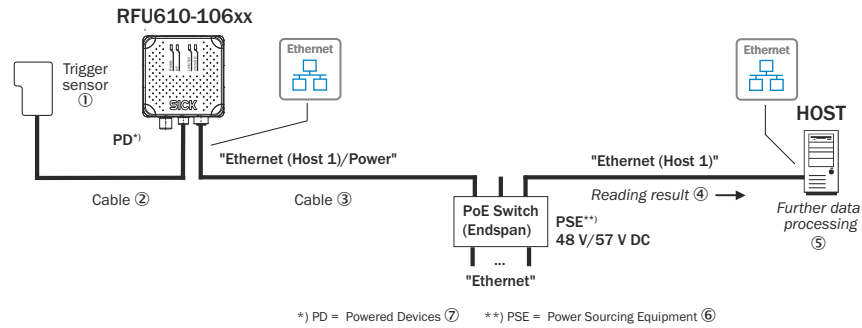 RFU610-106xx
Ethernet
Ethernet
Trigger
sensor
①
SICK
HOST
PD*)
"Ethernet (Host 1)/Power"
"Ethernet (Host 1)"
Cable ②
Cable ③
Reading result ④
PoE Switch
(Endspan)
PSE**)
48 V/57 V DC
Further data
processing
⑤
...
"Ethernet"
*) PD = Powered Devices ⑦ **) PSE = Power Sourcing Equipment ⑥